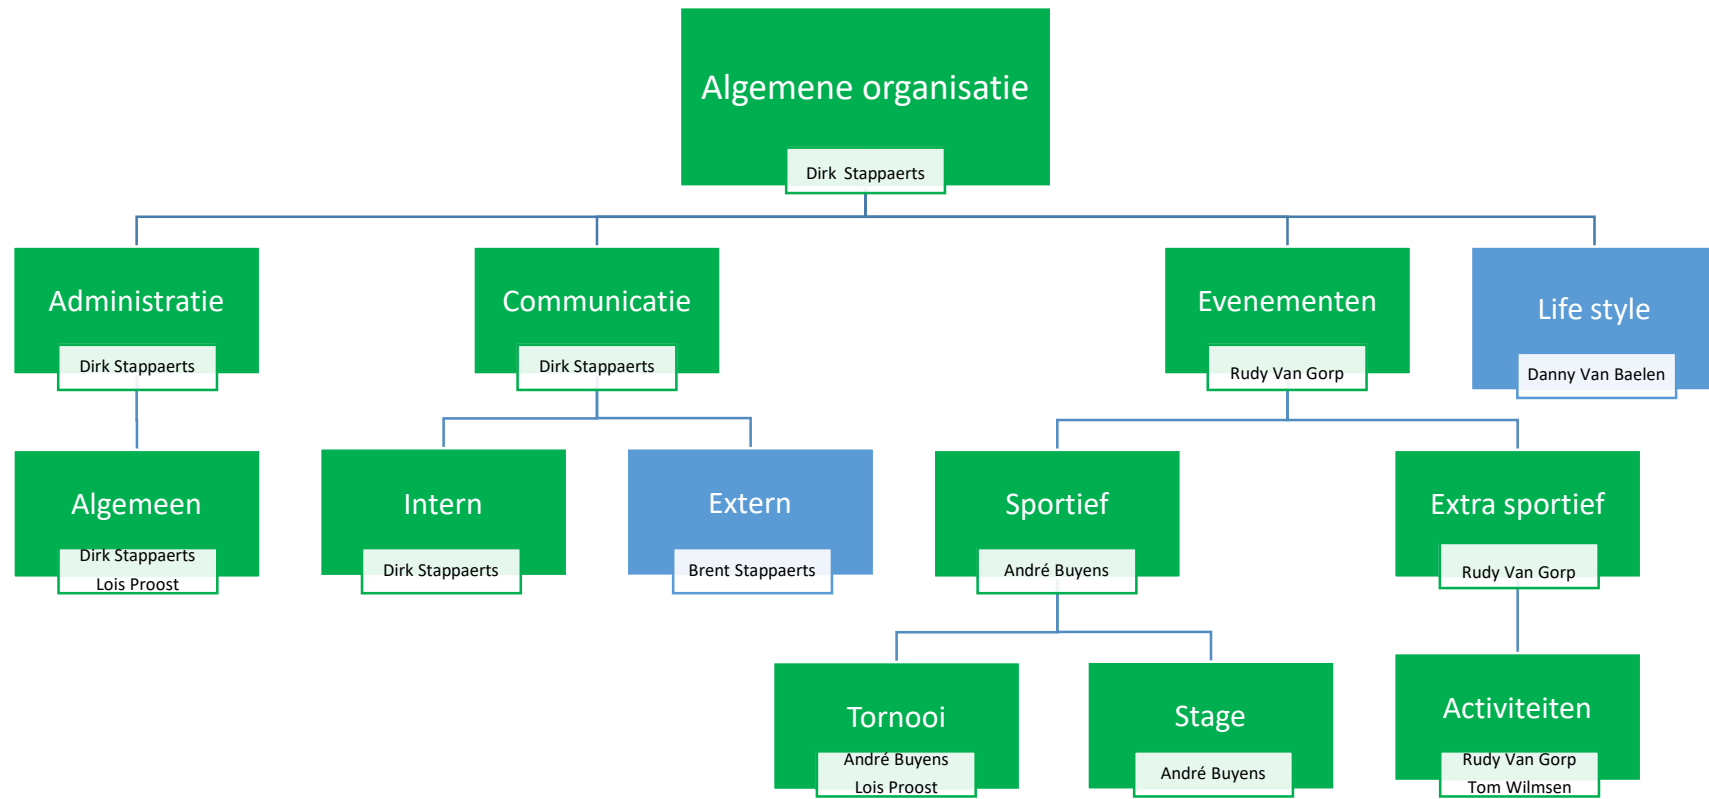 Algemene organisatie
Dirk Stappaerts
Administratie
Dirk Stappaerts
Communicatie
Dirk Stappaerts
Evenementen
Rudy Van Gorp
Life style
Danny Van Baelen
Algemeen
Dirk Stappaerts
Lois Proost
Intern
Dirk Stappaerts
Extern
Brent Stappaerts
Sportief
André Buyens
Extra sportief
Rudy Van Gorp
Tornooi
André Buyens
Lois Proost
Stage
André Buyens
Activiteiten
Rudy Van Gorp
Tom Wilmsen